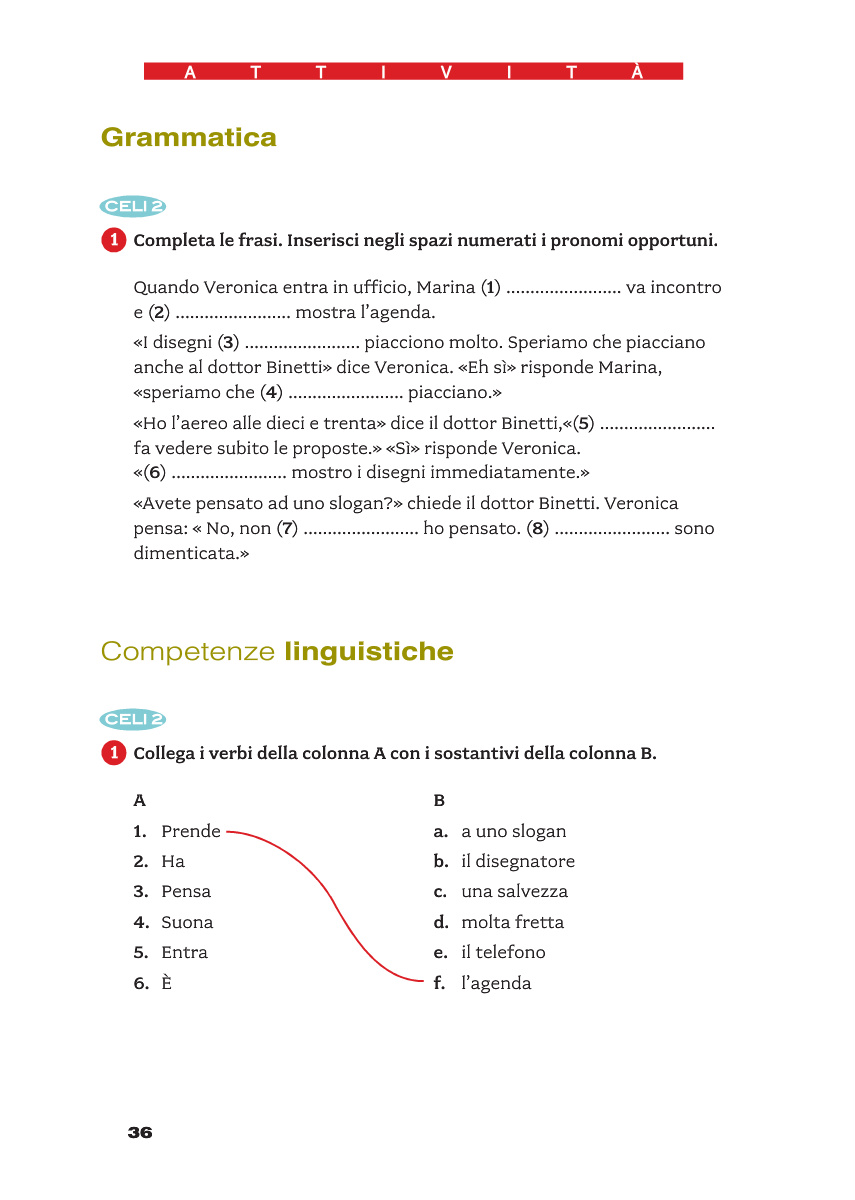 ATTIVITÀ
Grammatica
CELI 2
1 Completa le frasi. Inserisci negli spazi numerati i pronomi opportuni.
Quando Veronica entra in ufficio, Marina (1) ........................ va incontro
e (2) ........................ mostra l’agenda.
«I disegni (3) ........................ piacciono molto. Speriamo che piacciano
anche al dottor Binetti» dice Veronica. «Eh sì» risponde Marina,
«speriamo che (4) ........................ piacciano.»
«Ho l’aereo alle dieci e trenta» dice il dottor Binetti,«(5) ........................
fa vedere subito le proposte.» «Sì» risponde Veronica.
«(6) ........................ mostro i disegni immediatamente.»
«Avete pensato ad uno slogan?» chiede il dottor Binetti. Veronica
pensa: « No, non (7) ........................ ho pensato. (8) ........................ sono
dimenticata.»
Competenze linguistiche
CELI 2
1 Collega i verbi della colonna A con i sostantivi della colonna B.
A B
1. Prende a. a uno slogan
2. Ha b. il disegnatore
3. Pensa c. una salvezza
4. Suona d. molta fretta
5. Entra e. il telefono
6. È f. l’agenda
36